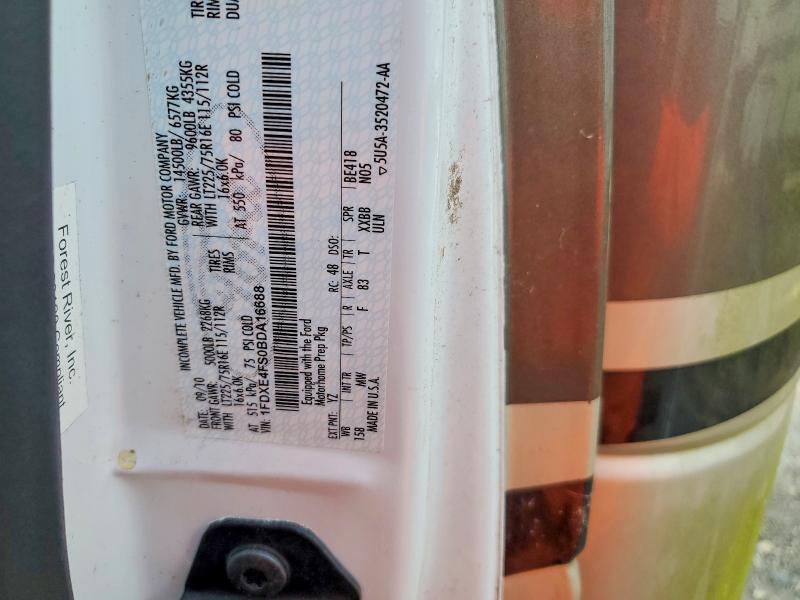 Forest River, Inc.
INCOMPLETE VEHICLE MFD. BY FORD MOTOR COMPANY
DATE: 09/10 GVWR: 14500LB/ 6577KG
FRONT GAWR: 5000LB 2268KG REAR GAWR: 9600LB 4355KG
WITH LT225/75R16E 115/112R TIRES WITH LT225/75R16E 115/112R TIRE
16x6.0K RIMS 16x6.0K RIM
AT 515 kPa/ 75 PSI COLD AT 550 kPa/ 80 PSI COLD DUA
VIN: 1FDXE4FS0BDA16688
Equipped with the Ford
Motorhome Prep Pkg
RC: 48 DSO:
EXT PNT: YZ
WB INT TR TP/PS R AXLE TR SPR BE418
158 MW F 83 T XXBB N05
MADE IN U.S.A. ULN ▽5U5A-3520472-AA